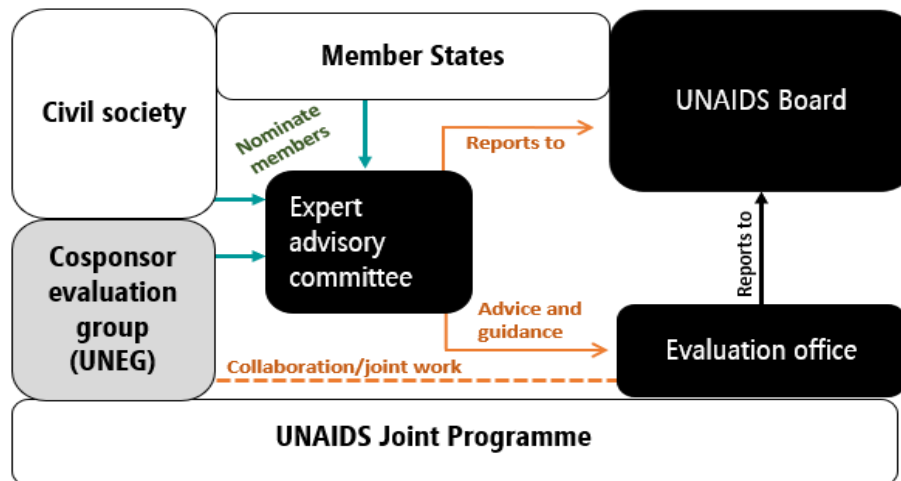 Member States
UNAIDS Board
Civil society
Nominate
members
Reports to
Expert
advisory
committee
Cosponsor
evaluation
group
(UNEG)
Reports to
Advice and
guidance
Evaluation office
Collaboration/joint work
UNAIDS Joint Programme